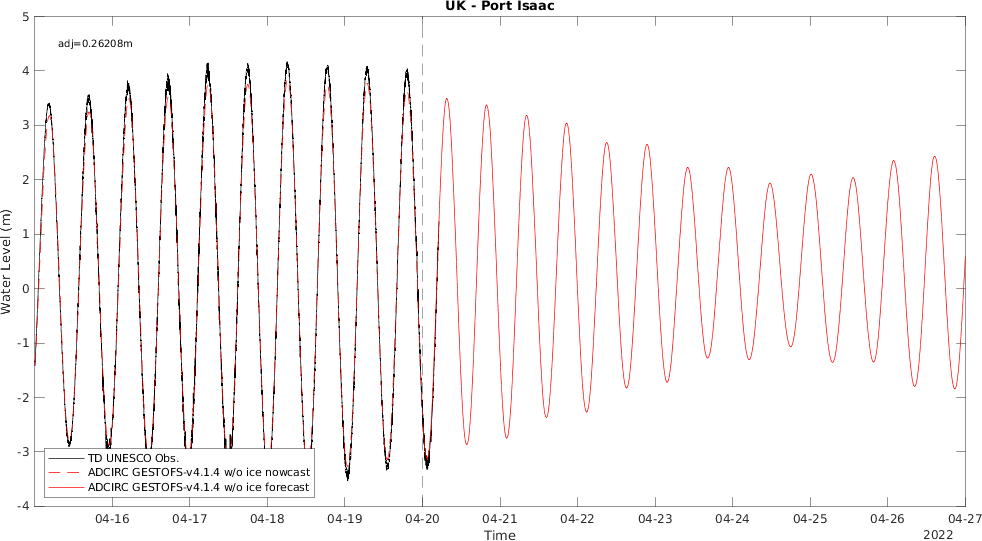 UK - Port Isaac
adj=0.26208m
Water Level (m)
5
4
3
2
1
0
-1
-2
-3
-4
TD UNESCO Obs.
ADCIRC GESTOFS-v4.1.4 w/o ice nowcast
ADCIRC GESTOFS-v4.1.4 w/o ice forecast
04-16 04-17 04-18 04-19 04-20 04-21 04-22 04-23 04-24 04-25 04-26 04-27
Time
2022